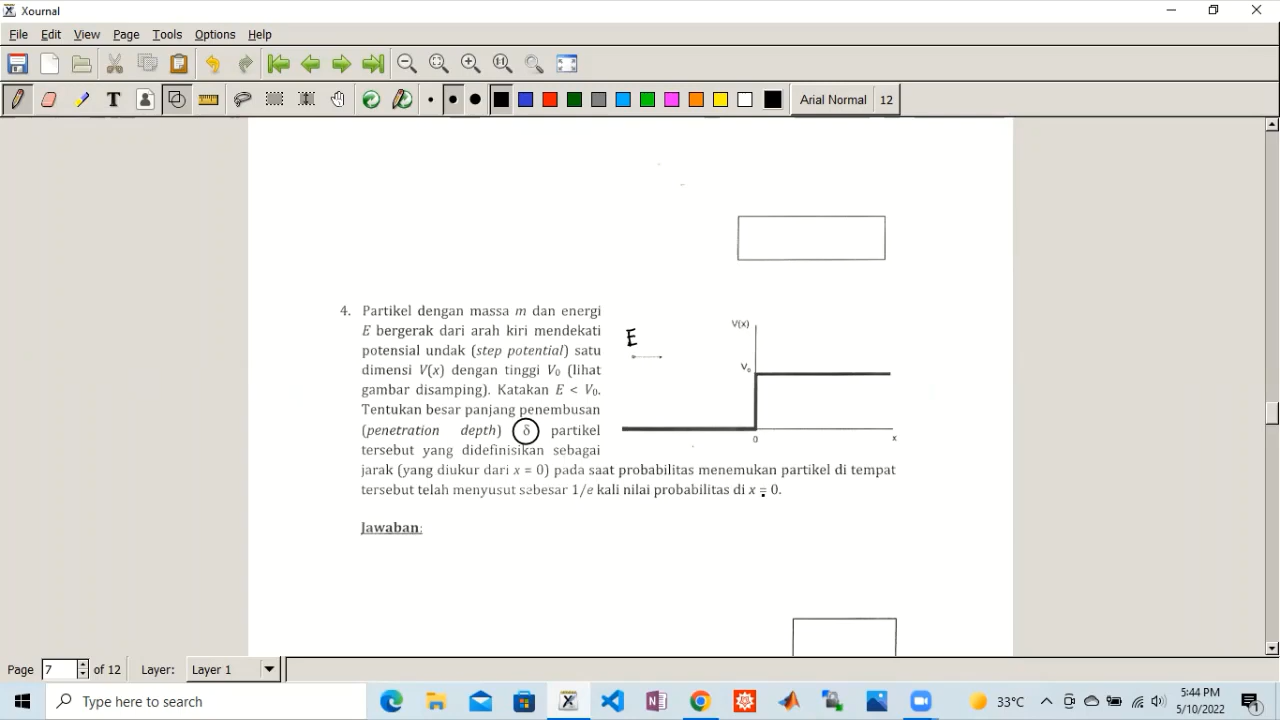 Xournal
File Edit View Page Tools Options Help
Arial Normal 12
4. Partikel dengan massa m dan energi
E bergerak dari arah kiri mendekati
potensial undak (step potential) satu
dimensi V(x) dengan tinggi V₀ (lihat
gambar disamping). Katakan E < V₀.
Tentukan besar panjang penembusan
(penetration depth) δ partikel
tersebut yang didefinisikan sebagai
jarak (yang diukur dari x = 0) pada saat probabilitas menemukan partikel di tempat
tersebut telah menyusut sebesar 1/e kali nilai probabilitas di x = 0.
E
V(x)
V₀
0
x
Jawaban:
Page 7 of 12 Layer: Layer 1
Type here to search
33°C
5:44 PM
5/10/2022
1